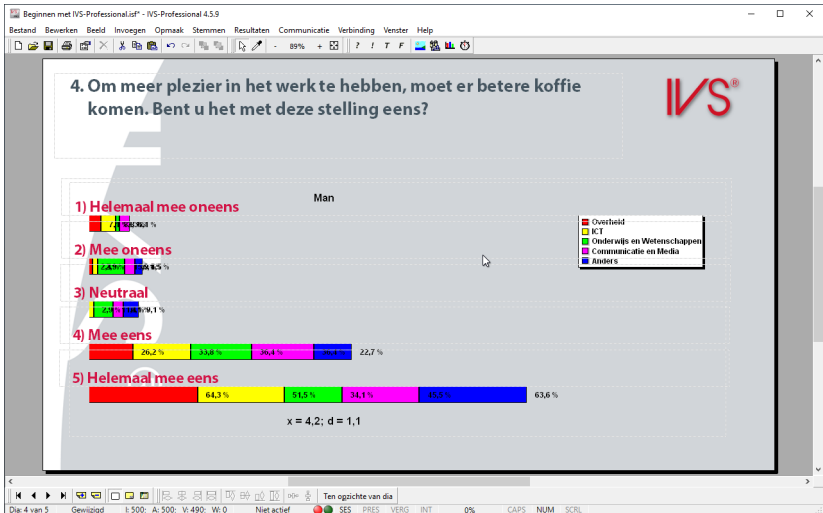 Beginnen met IVS-Professional.isf* - IVS-Professional 4.5.9
Bestand Bewerken Beeld Invoegen Opmaak Stemmen Resultaten Communicatie Verbinding Venster Help
- 89% + ? ! T F
4. Om meer plezier in het werk te hebben, moet er betere koffie
komen. Bent u het met deze stelling eens?
IVS®
Man
1) Helemaal mee oneens
Overheid
ICT
Onderwijs en Wetenschappen
Communicatie en Media
Anders
2) Mee oneens
3) Neutraal
2,9 % 9,1 %
4) Mee eens
26,2 % 33,8 % 36,4 % 22,7 %
5) Helemaal mee eens
64,3 % 51,5 % 34,1 % 63,6 %
x = 4,2; d = 1,1
Ten opzichte van dia
Dia: 4 van 5 Gewijzigd I: 500; A: 500; V: 490; W: 0 Niet actief SES PRES VERG INT 0% CAPS NUM SCRL